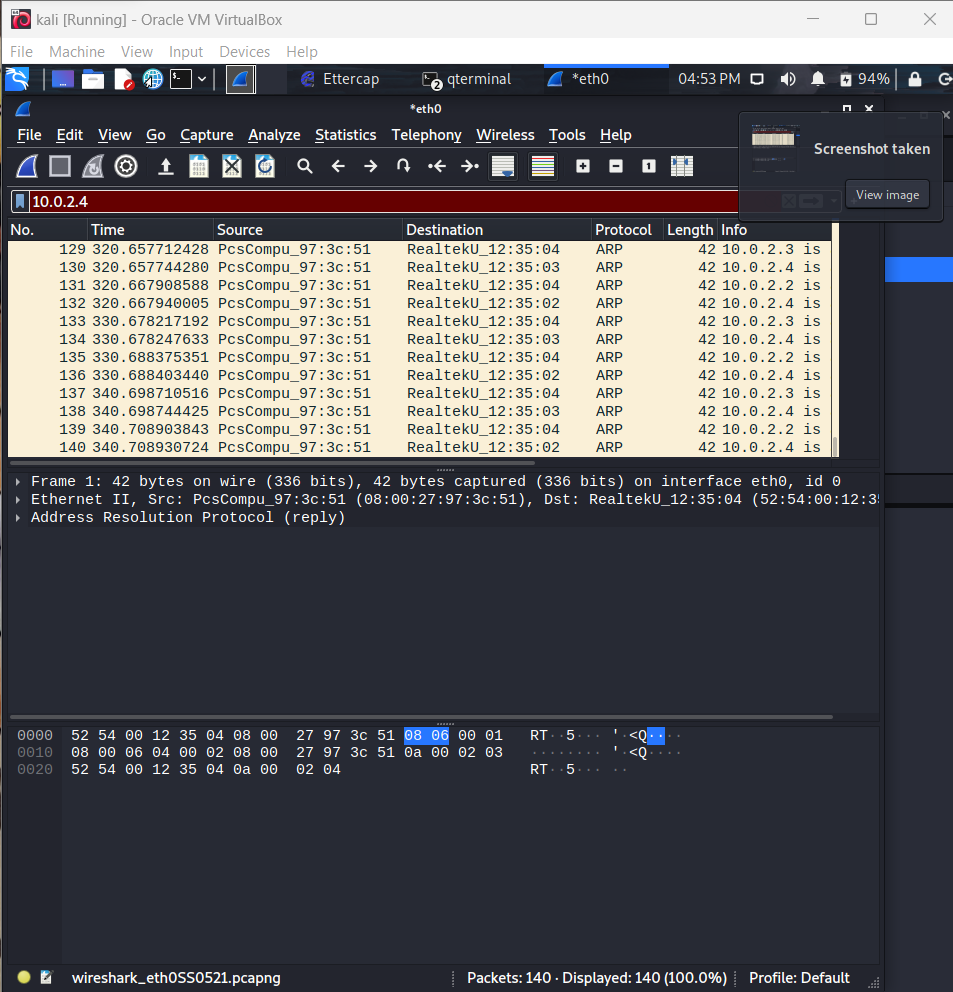 kali [Running] - Oracle VM VirtualBox
File Machine View Input Devices Help
Ettercap 2 qterminal *eth0 04:53 PM 94%
*eth0
File Edit View Go Capture Analyze Statistics Telephony Wireless Tools Help
Screenshot taken
View image
10.0.2.4
No. Time Source Destination Protocol Length Info
129 320.657712428 PcsCompu_97:3c:51 RealtekU_12:35:04 ARP 42 10.0.2.3 is
130 320.657744280 PcsCompu_97:3c:51 RealtekU_12:35:03 ARP 42 10.0.2.4 is
131 320.667908588 PcsCompu_97:3c:51 RealtekU_12:35:04 ARP 42 10.0.2.2 is
132 320.667940005 PcsCompu_97:3c:51 RealtekU_12:35:02 ARP 42 10.0.2.4 is
133 330.678217192 PcsCompu_97:3c:51 RealtekU_12:35:04 ARP 42 10.0.2.3 is
134 330.678247633 PcsCompu_97:3c:51 RealtekU_12:35:03 ARP 42 10.0.2.4 is
135 330.688375351 PcsCompu_97:3c:51 RealtekU_12:35:04 ARP 42 10.0.2.2 is
136 330.688403440 PcsCompu_97:3c:51 RealtekU_12:35:02 ARP 42 10.0.2.4 is
137 340.698710516 PcsCompu_97:3c:51 RealtekU_12:35:04 ARP 42 10.0.2.3 is
138 340.698744425 PcsCompu_97:3c:51 RealtekU_12:35:03 ARP 42 10.0.2.4 is
139 340.708903843 PcsCompu_97:3c:51 RealtekU_12:35:04 ARP 42 10.0.2.2 is
140 340.708930724 PcsCompu_97:3c:51 RealtekU_12:35:02 ARP 42 10.0.2.4 is
Frame 1: 42 bytes on wire (336 bits), 42 bytes captured (336 bits) on interface eth0, id 0
Ethernet II, Src: PcsCompu_97:3c:51 (08:00:27:97:3c:51), Dst: RealtekU_12:35:04 (52:54:00:12:35
Address Resolution Protocol (reply)
0000 52 54 00 12 35 04 08 00 27 97 3c 51 08 06 00 01 RT··5··· '·<Q····
0010 08 00 06 04 00 02 08 00 27 97 3c 51 0a 00 02 03 ········ '·<Q····
0020 52 54 00 12 35 04 0a 00 02 04 RT··5··· ··
wireshark_eth0SS0521.pcapng Packets: 140 · Displayed: 140 (100.0%) Profile: Default